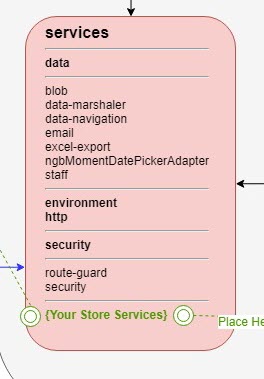 services
data
blob
data-marshaler
data-navigation
email
excel-export
ngbMomentDatePickerAdapter
staff
environment
http
security
route-guard
security
{Your Store Services}
Place He